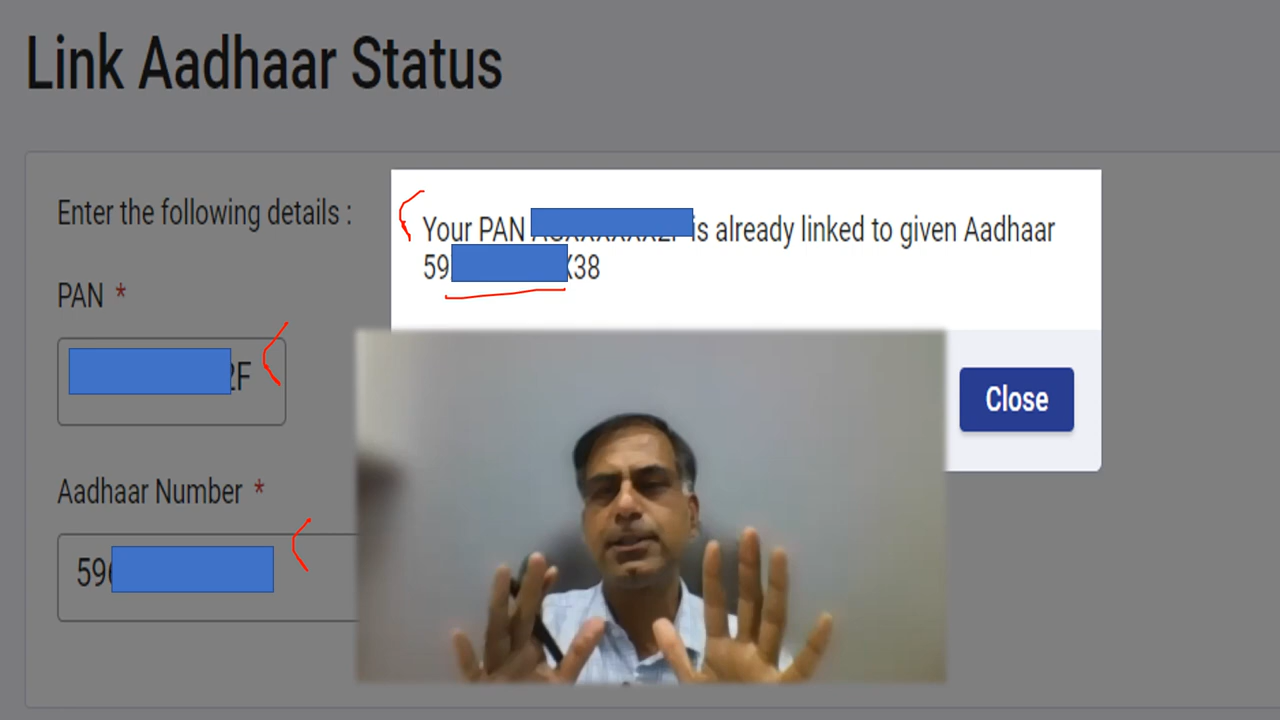 Link Aadhaar Status
Enter the following details :
PAN *
2F
Aadhaar Number *
59
Your PAN is already linked to given Aadhaar
59 X38
Close